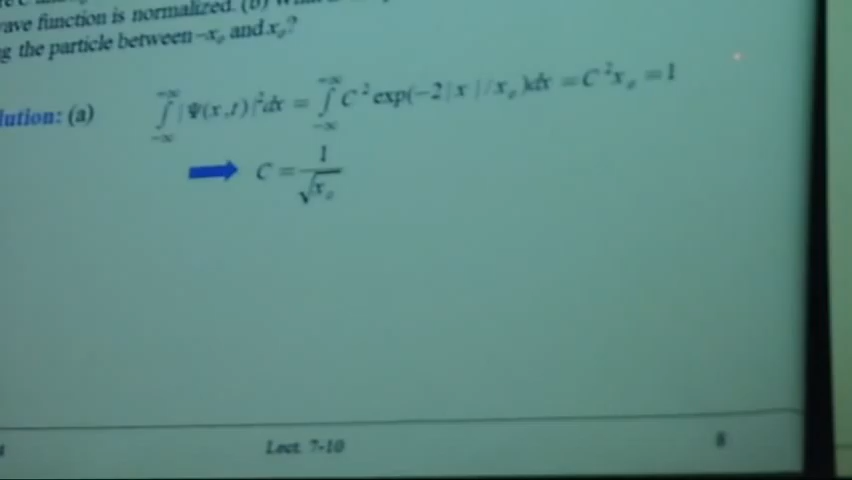 wave function is normalized. (b)
g the particle between −xₒ and xₒ?
lution: (a) ∫_{−∞}^{−∞} |Ψ(x,t)|²dx = ∫_{−∞}^{−∞} C² exp(−2|x|/xₒ)dx = C²xₒ = 1
C = 1/√xₒ
Lect. 7-10 8